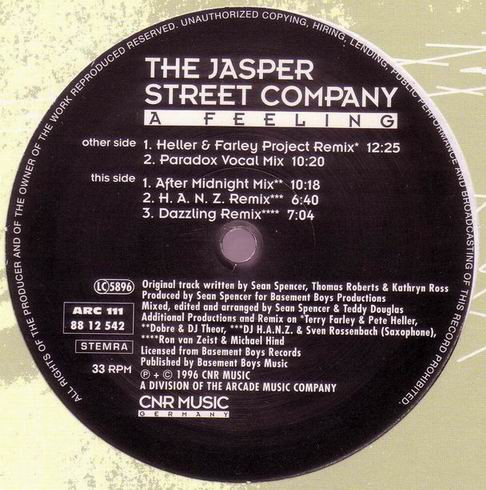 ALL RIGHTS OF THE PRODUCER AND OF THE OWNER OF THE WORK REPRODUCED RESERVED. UNAUTHORIZED COPYING, HIRING, LENDING, PUBLIC PERFORMANCE AND BROADCASTING OF THIS RECORD PROHIBITED.
THE JASPER
STREET COMPANY
A FEELING
other side 1. Heller & Farley Project Remix* 12:25
2. Paradox Vocal Mix 10:20
this side 1. After Midnight Mix** 10:18
2. H. A. N. Z. Remix*** 6:40
3. Dazzling Remix**** 7:04
LC 5896
ARC 111
88 12 542
STEMRA
33 RPM
Original track written by Sean Spencer, Thomas Roberts & Kathryn Ross
Produced by Sean Spencer for Basement Boys Productions
Mixed, edited and arranged by Sean Spencer & Teddy Douglas
Additional Productions and Remix on *Terry Farley & Pete Heller,
**Dobre & DJ Theor, ***DJ H.A.N.Z. & Sven Rossenbach (Saxophone),
****Ron van Zeist & Michael Hind
Licensed from Basement Boys Records
Published by Basement Boys Music
℗ + © 1996 CNR MUSIC
A DIVISION OF THE ARCADE MUSIC COMPANY
CNR MUSIC
GERMANY